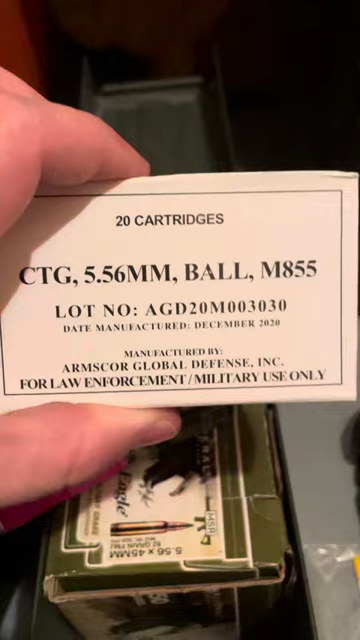 20 CARTRIDGES
CTG, 5.56MM, BALL, M855
LOT NO: AGD20M003030
DATE MANUFACTURED: DECEMBER 2020
MANUFACTURED BY:
ARMSCOR GLOBAL DEFENSE, INC.
FOR LAW ENFORCEMENT / MILITARY USE ONLY
Eagle
MSR
5.56 x 45MM
62 GRAIN FMJ